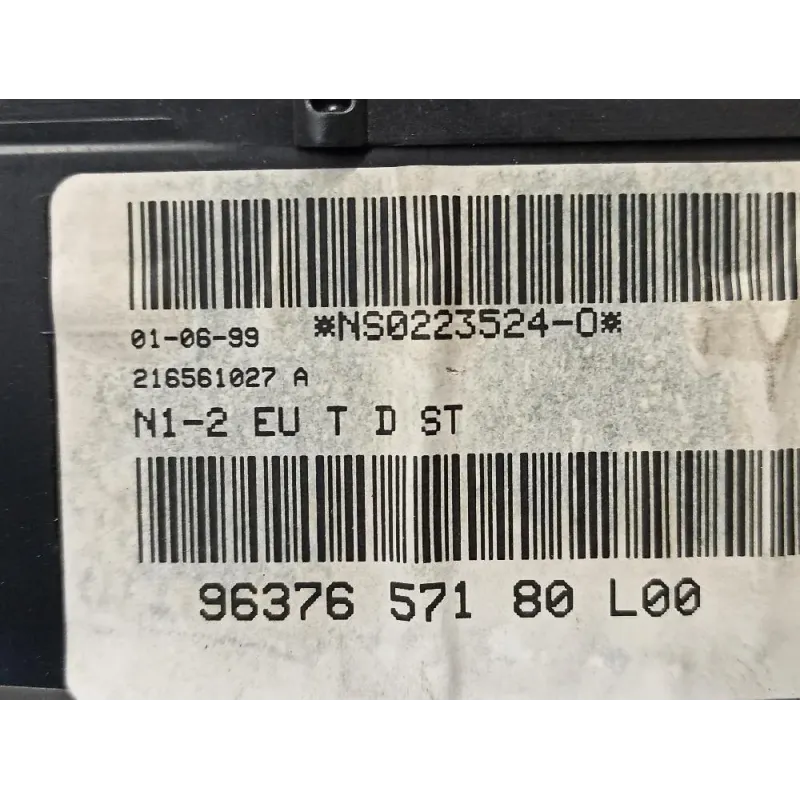 *NS0223524-0*
01-06-99
216561027 A
N1-2 EU T D ST
96376 571 80 L00